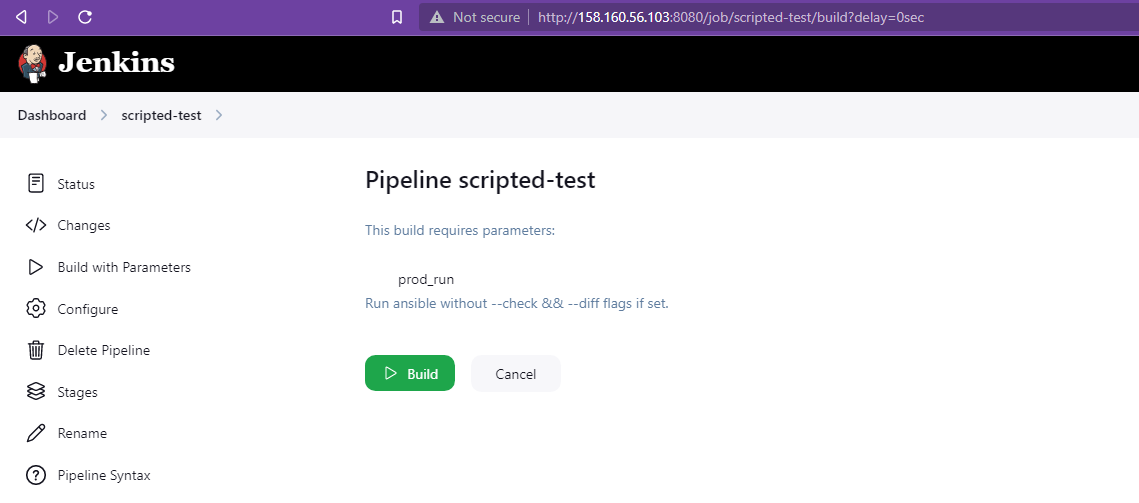 Not secure http://158.160.56.103:8080/job/scripted-test/build?delay=0sec
Jenkins
Dashboard scripted-test
Status
Changes
Build with Parameters
Configure
Delete Pipeline
Stages
Rename
Pipeline Syntax
Pipeline scripted-test
This build requires parameters:
prod_run
Run ansible without --check && --diff flags if set.
Build Cancel